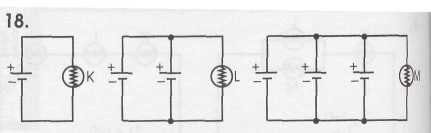 18.
+ - K
+ - + - L
+ - + - + - M